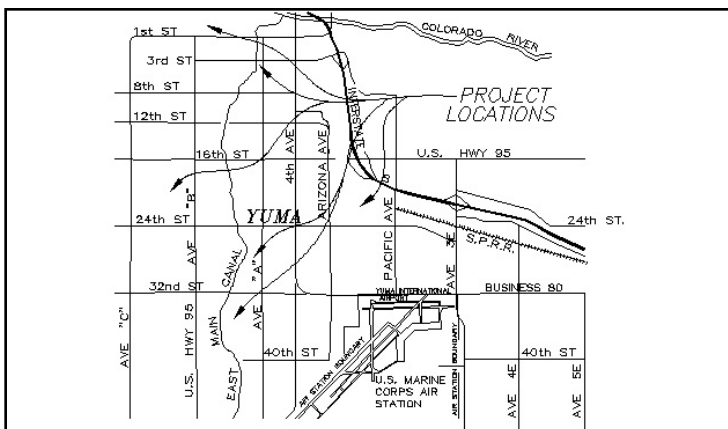 1st ST
COLORADO
RIVER
3rd ST
8th ST
INTERSTATE
PROJECT
LOCATIONS
12th ST
16th ST
4th AVE
ARIZONA AVE
8
U.S. HWY 95
U.S. HWY 95 AVE "B"
24th ST
YUMA
24th ST.
S.P.R.R.
PACIFIC AVE
AVE 3E
EAST MAIN CANAL
AVE "A"
32nd ST
YUMA INTERNATIONAL
AIRPORT
BUSINESS 80
AVE "C"
40th ST
40th ST
AIR STATION BOUNDARY
U.S. MARINE
CORPS AIR
STATION
AIR STATION BOUNDARY
AVE 4E
AVE 5E